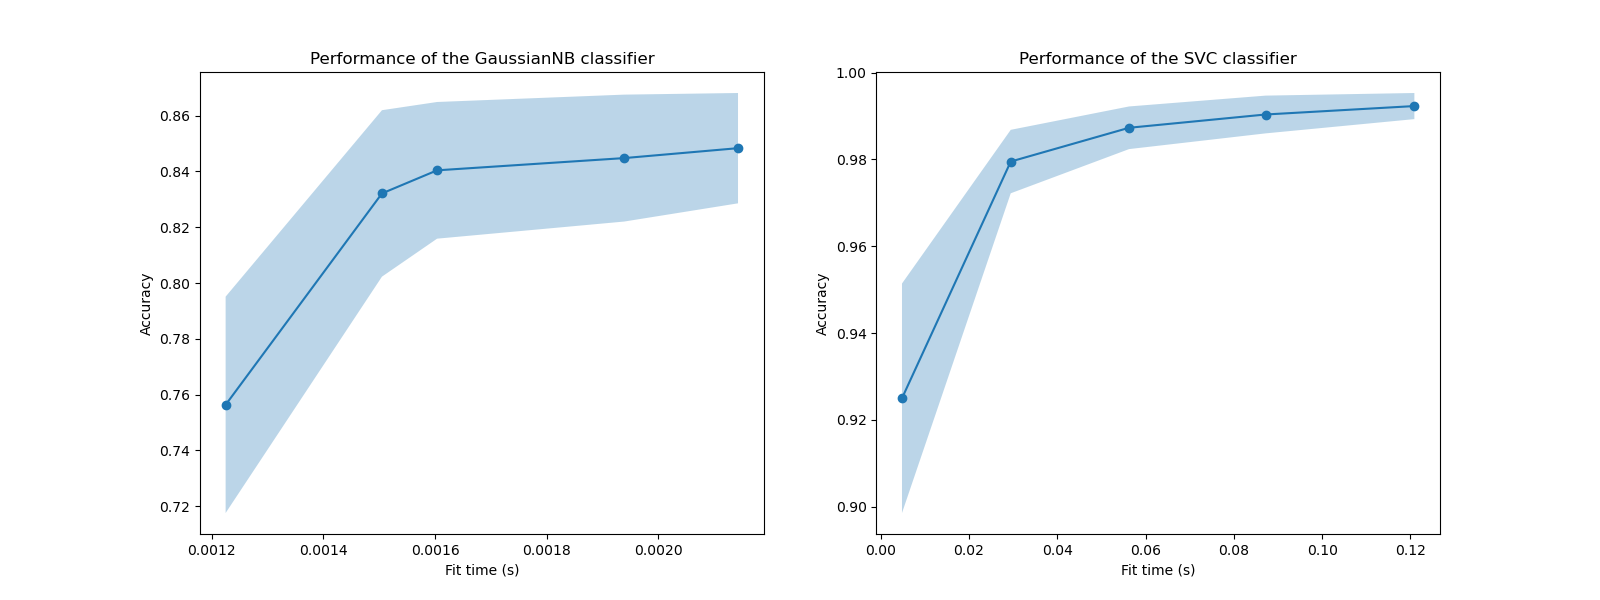 Performance of the GaussianNB classifier
0.86
0.84
0.82
0.80
0.78
0.76
0.74
0.72
Accuracy
0.0012 0.0014 0.0016 0.0018 0.0020
Fit time (s)
Performance of the SVC classifier
1.00
0.98
0.96
0.94
0.92
0.90
Accuracy
0.00 0.02 0.04 0.06 0.08 0.10 0.12
Fit time (s)